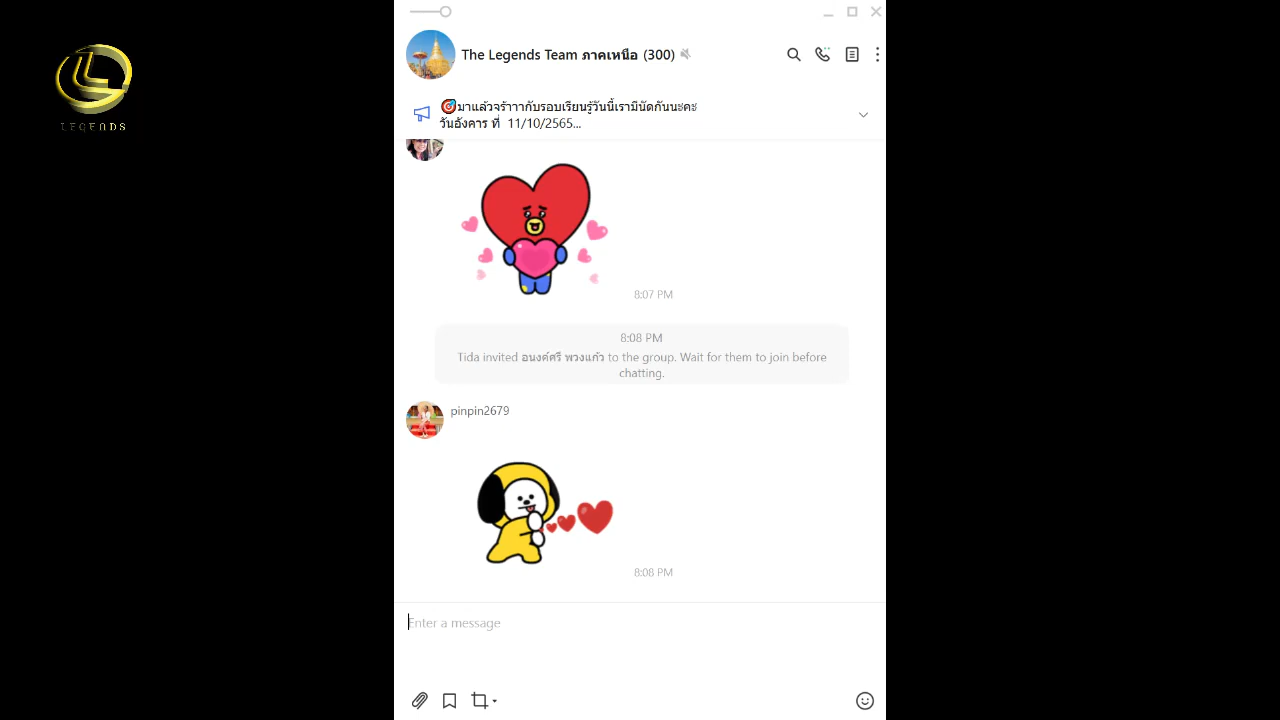 LEGENDS
The Legends Team ภาคเหนือ (300)
🎯มาแล้วจร้าาากับรอบเรียนรู้วันนี้เรามีนัดกันนะคะ
วันอังคาร ที่ 11/10/2565...
8:07 PM
8:08 PM
Tida invited อนงค์ศรี พวงแก้ว to the group. Wait for them to join before
chatting.
pinpin2679
8:08 PM
Enter a message